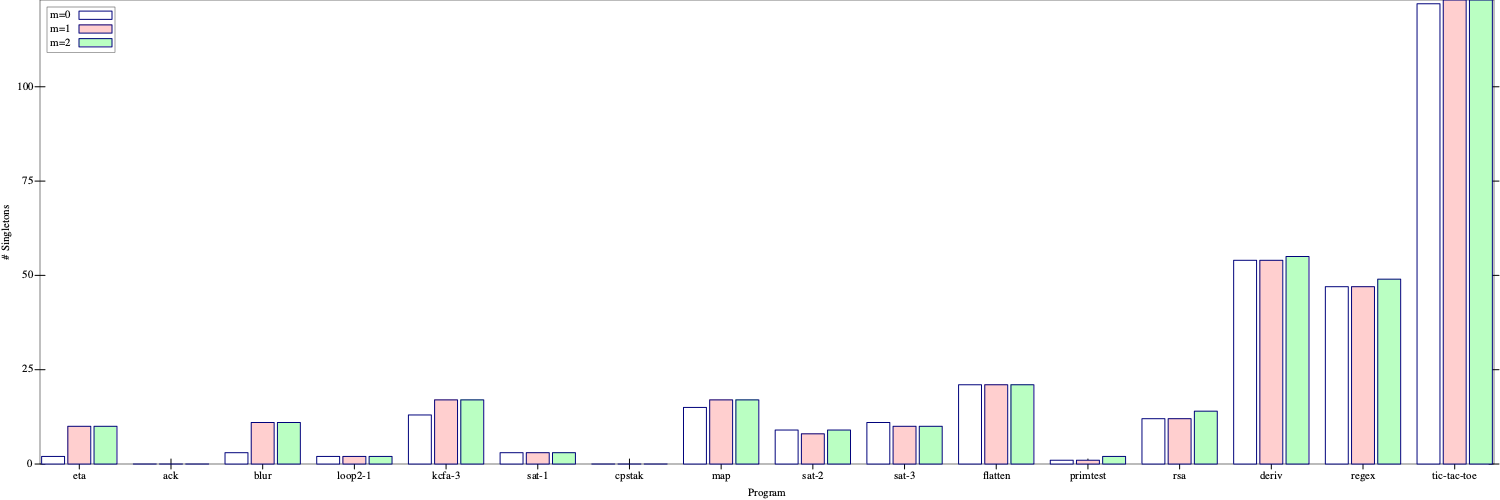 m=0
m=1
m=2
100
75
50
25
0
# Singletons
eta ack blur loop2-1 kcfa-3 sat-1 cpstak map sat-2 sat-3 flatten primtest rsa deriv regex tic-tac-toe
Program